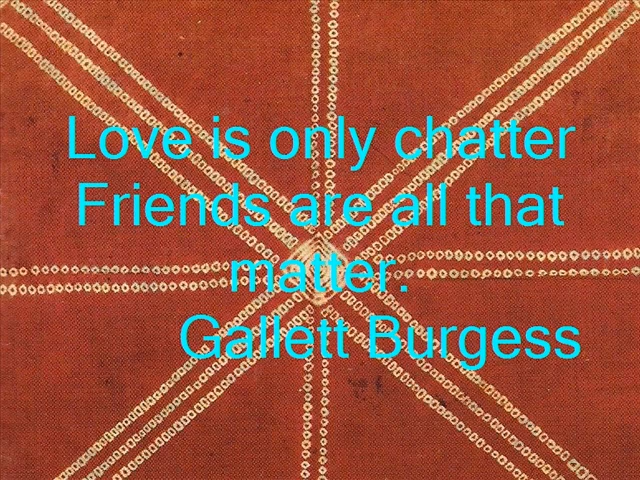 Love is only chatter
Friends are all that
matter.
Gallett Burgess